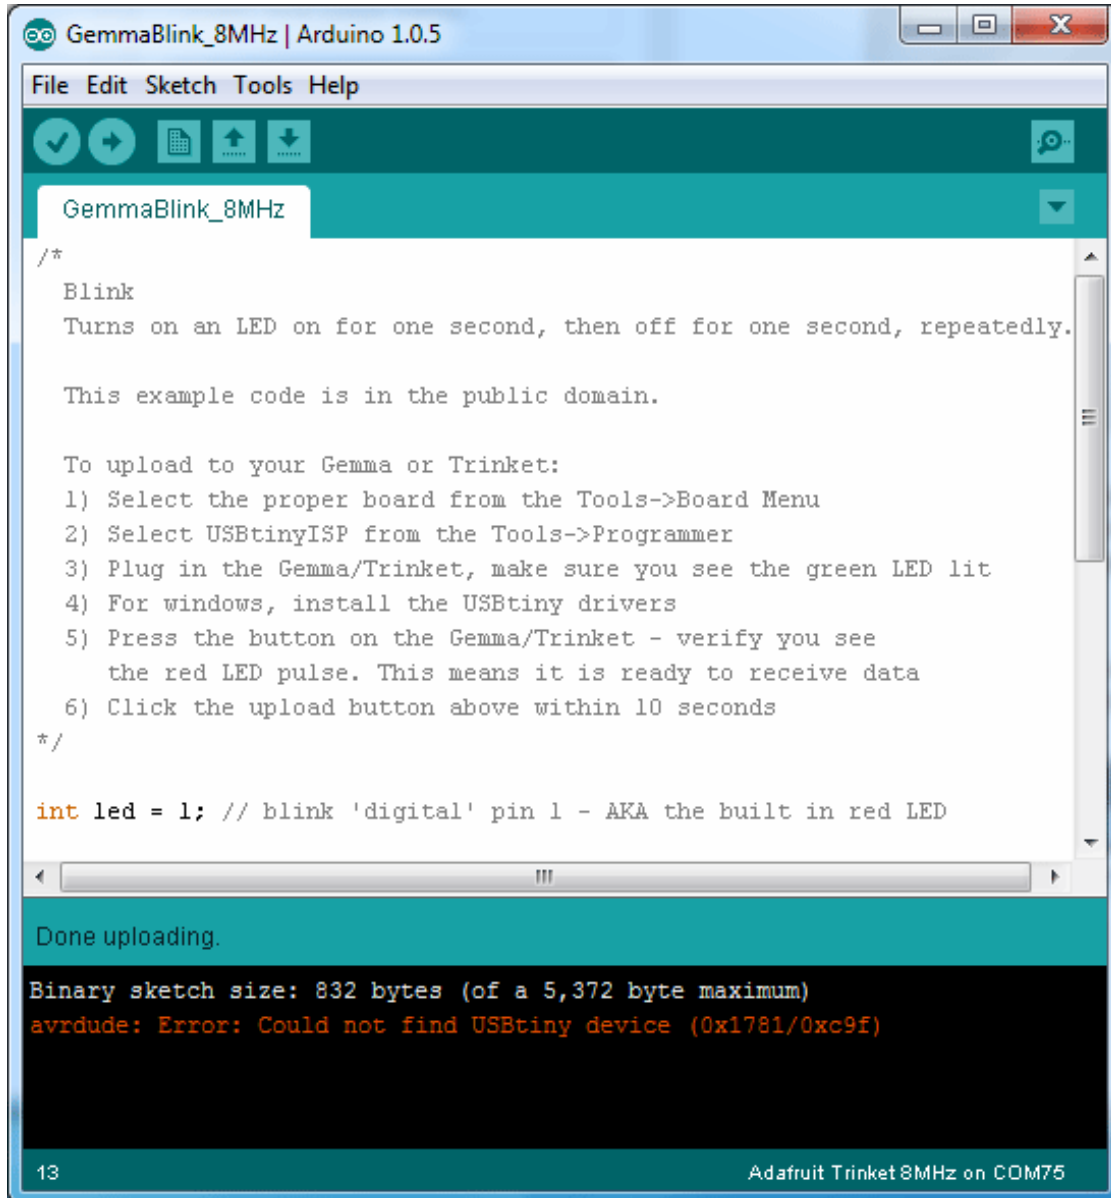 GemmaBlink_8MHz | Arduino 1.0.5
File Edit Sketch Tools Help
GemmaBlink_8MHz
/*
Blink
Turns on an LED on for one second, then off for one second, repeatedly.
This example code is in the public domain.
To upload to your Gemma or Trinket:
1) Select the proper board from the Tools->Board Menu
2) Select USBtinyISP from the Tools->Programmer
3) Plug in the Gemma/Trinket, make sure you see the green LED lit
4) For windows, install the USBtiny drivers
5) Press the button on the Gemma/Trinket - verify you see
the red LED pulse. This means it is ready to receive data
6) Click the upload button above within 10 seconds
*/
int led = 1; // blink 'digital' pin 1 - AKA the built in red LED
Done uploading.
Binary sketch size: 832 bytes (of a 5,372 byte maximum)
avrdude: Error: Could not find USBtiny device (0x1781/0xc9f)
13 Adafruit Trinket 8MHz on COM75